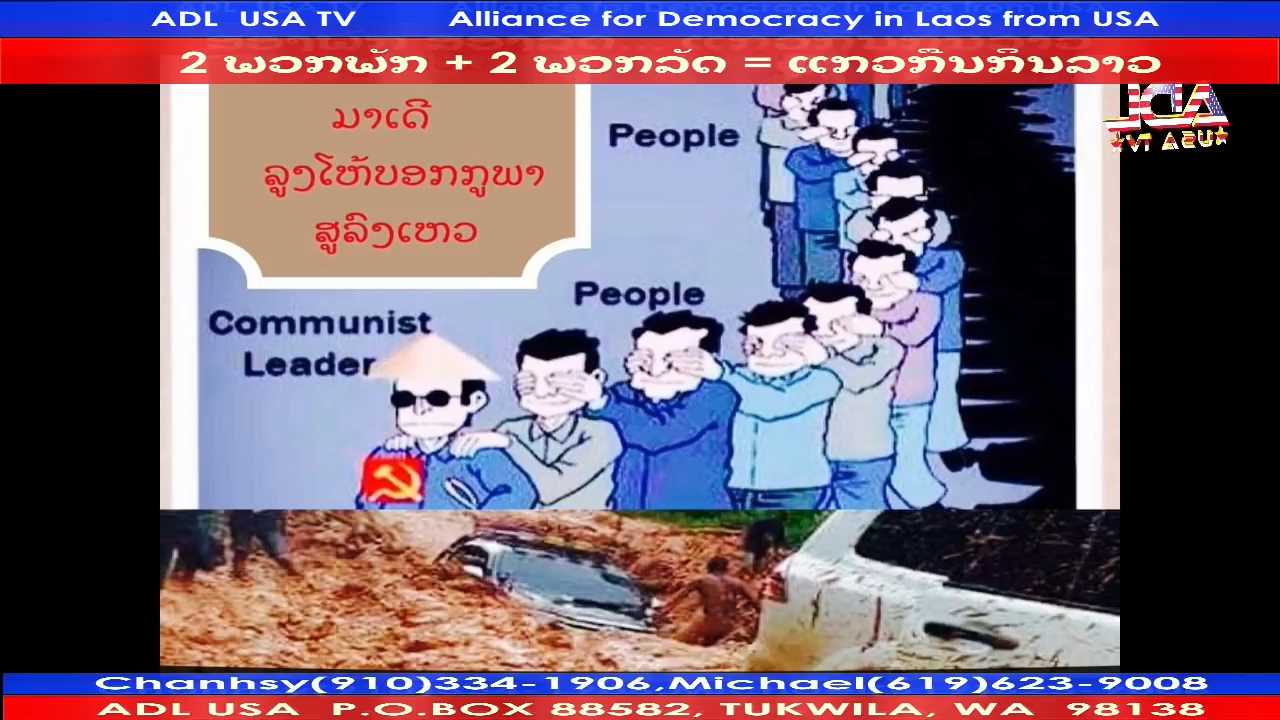 ADL USA TV Alliance for Democracy in Laos from USA
2 ພວກພັກ + 2 ພວກລັດ = ແກວກືນກິນລາວ
ມາເດີ
ລູງໂຫ້ບອກກູພາ
ສູລົງເຫວ
People
People
Communist
Leader
Chanhsy(910)334-1906,Michael(619)623-9008
ADL USA P.O.BOX 88582, TUKWILA, WA 98138